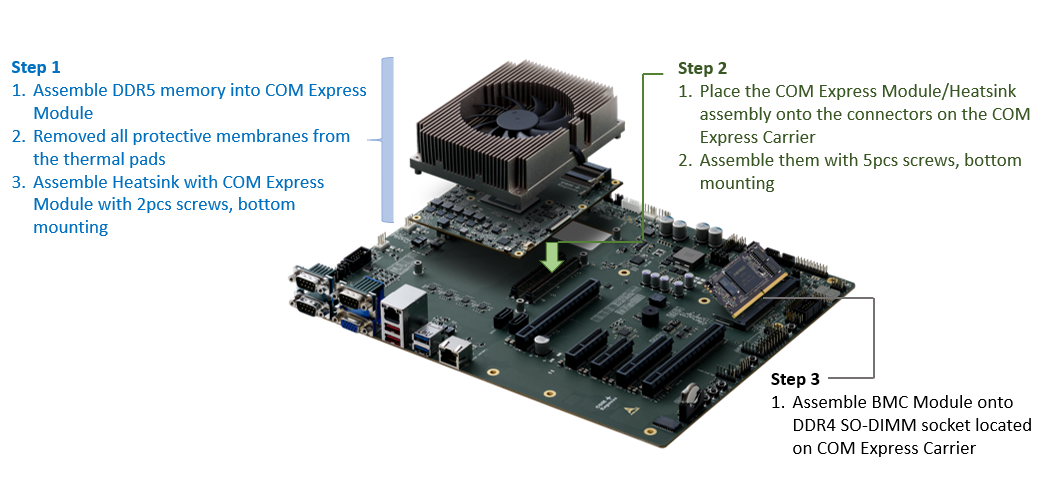 Step 1
1. Assemble DDR5 memory into COM Express
Module
2. Removed all protective membranes from
the thermal pads
3. Assemble Heatsink with COM Express
Module with 2pcs screws, bottom
mounting
Step 2
1. Place the COM Express Module/Heatsink
assembly onto the connectors on the COM
Express Carrier
2. Assemble them with 5pcs screws, bottom
mounting
Step 3
1. Assemble BMC Module onto
DDR4 SO-DIMM socket located
on COM Express Carrier